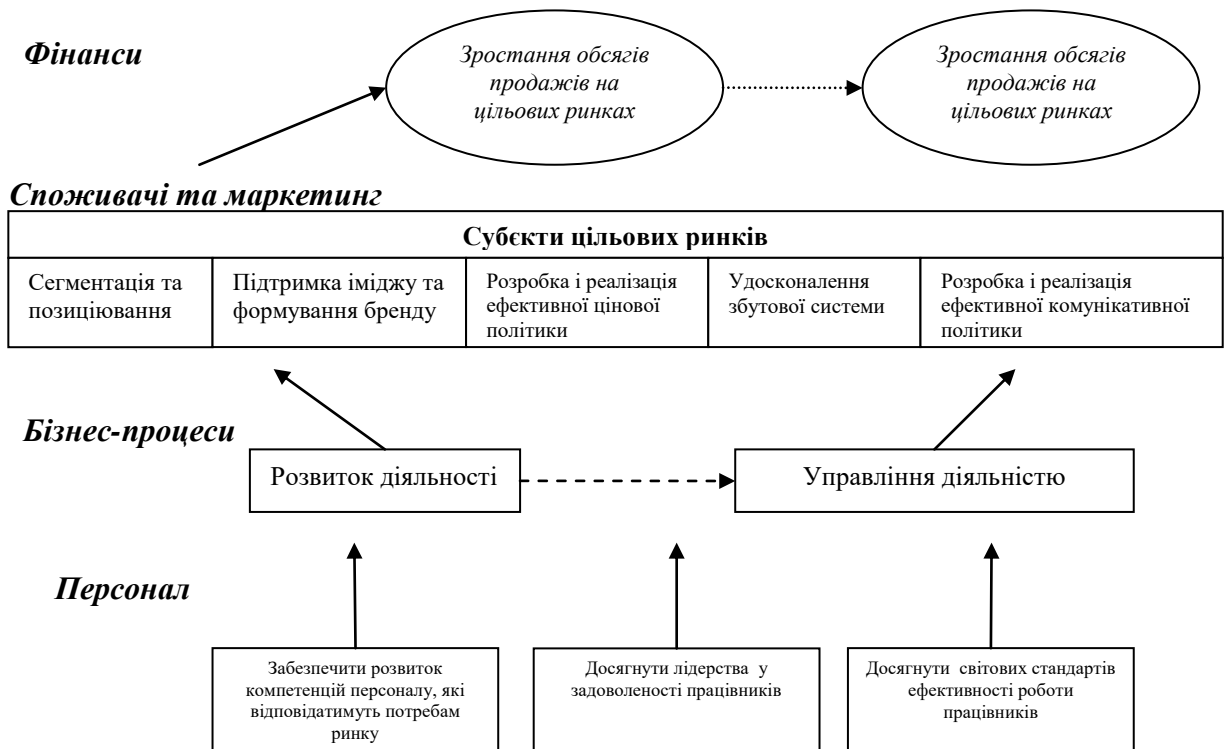 Фінанси
Зростання обсягів
продажів на
цільових ринках
Зростання обсягів
продажів на
цільових ринках
Споживачі та маркетинг
Субєкти цільових ринків
Сегментація та
позиціювання
Підтримка іміджу та
формування бренду
Розробка і реалізація
ефективної цінової
політики
Удосконалення
збутової системи
Розробка і реалізація
ефективної комунікативної
політики
Бізнес-процеси
Розвиток діяльності
Управління діяльністю
Персонал
Забезпечити розвиток
компетенцій персоналу, які
відповідатимуть потребам
ринку
Досягнути лідерства у
задоволеності працівників
Досягнути світових стандартів
ефективності роботи
працівників